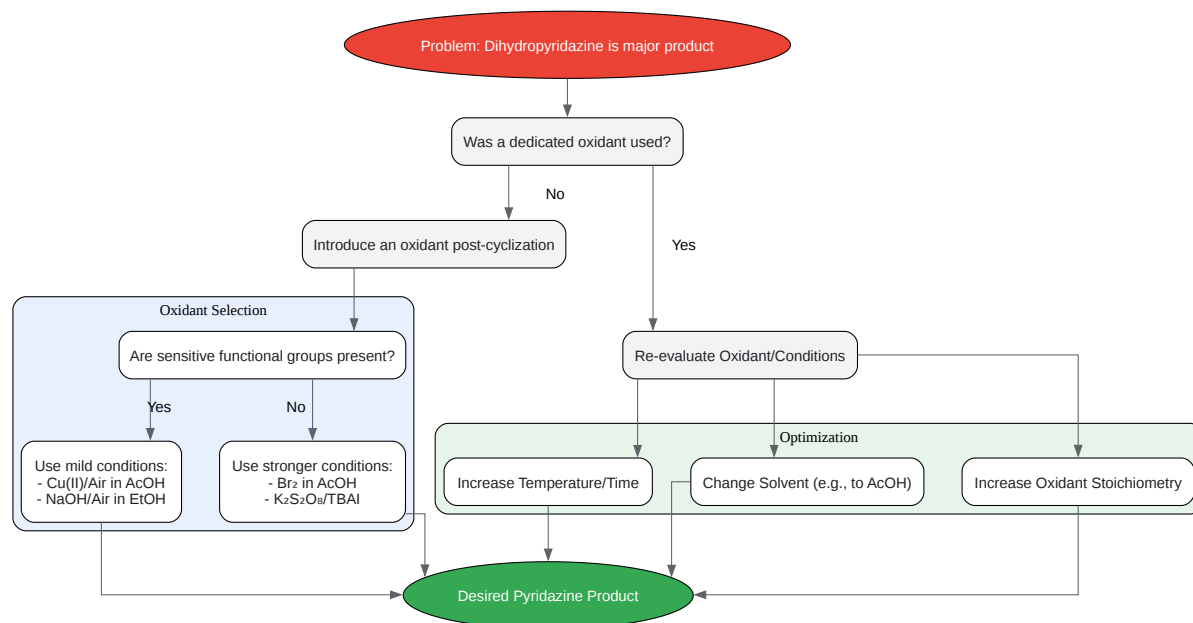 Problem: Dihydropyridazine is major product
Was a dedicated oxidant used?
No
Introduce an oxidant post-cyclization
Yes
Oxidant Selection
Are sensitive functional groups present?
Re-evaluate Oxidant/Conditions
Yes
No
Optimization
Use mild conditions:
- Cu(II)/Air in AcOH
- NaOH/Air in EtOH
Use stronger conditions:
- Br₂ in AcOH
- K₂S₂O₈/TBAI
Increase Temperature/Time
Change Solvent (e.g., to AcOH)
Increase Oxidant Stoichiometry
Desired Pyridazine Product